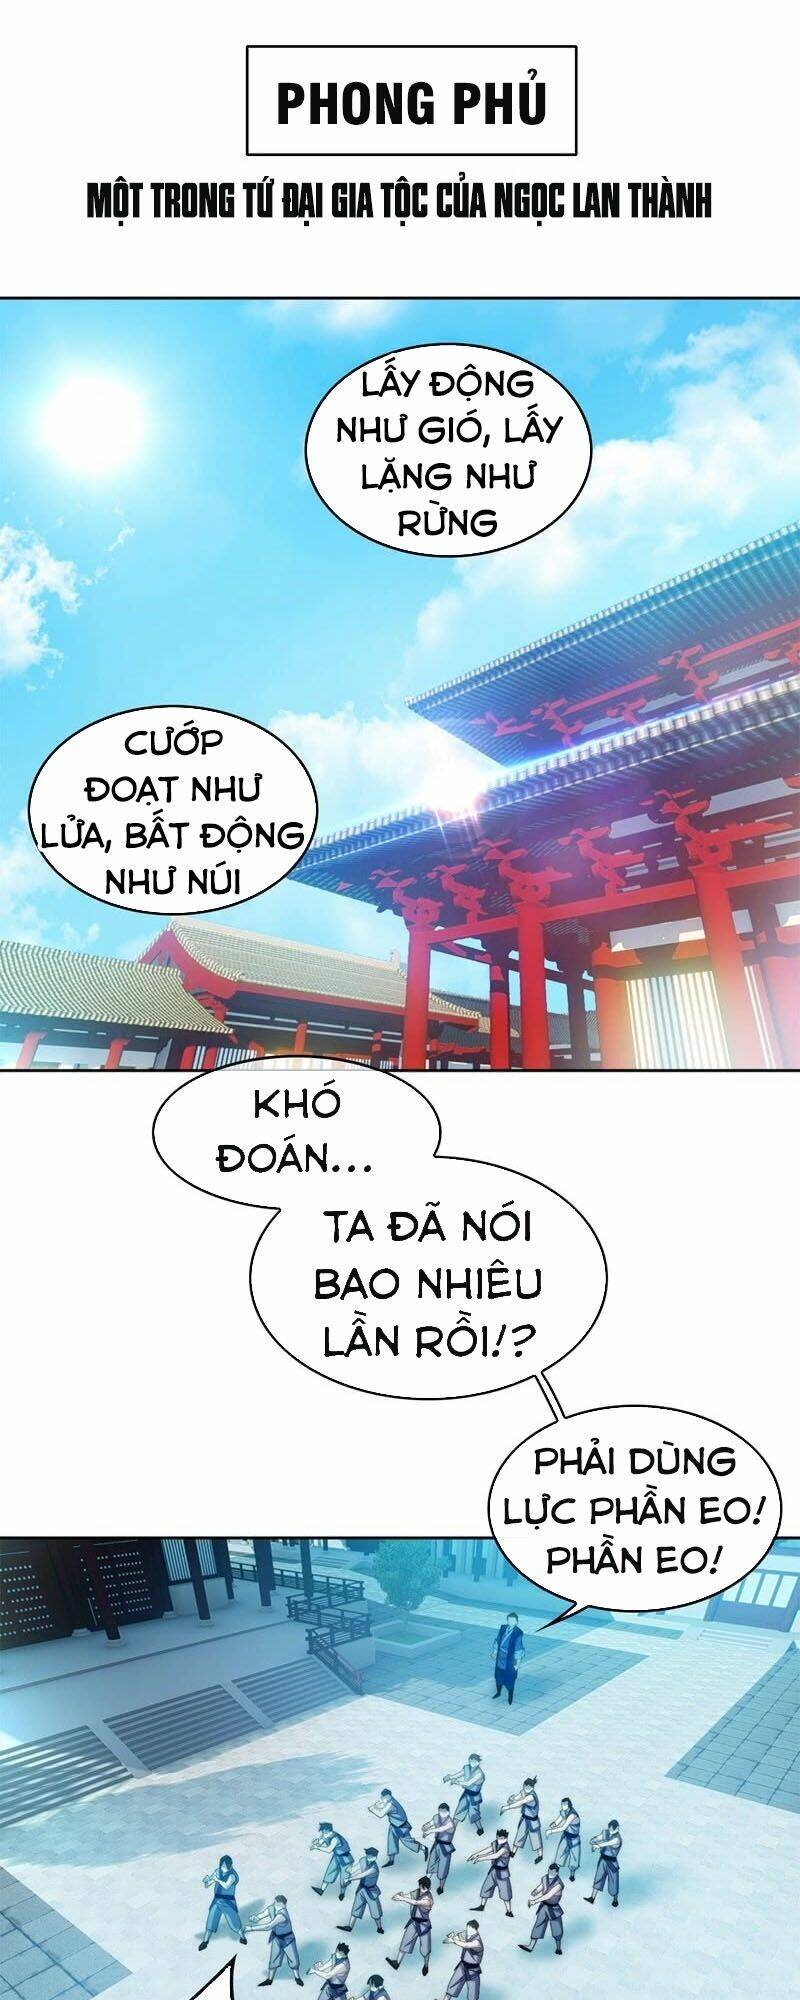 PHONG PHỦ
MỘT TRONG TỨ ĐẠI GIA TỘC CỦA NGỌC LAN THÀNH
LẤY ĐỘNG
NHƯ GIÓ, LẤY
LẶNG NHƯ
RỪNG
CƯỚP
ĐOẠT NHƯ
LỬA, BẤT ĐỘNG
NHƯ NÚI
KHÓ
ĐOÁN...
TA ĐÃ NÓI
BAO NHIÊU
LẦN RỒI!?
PHẢI DÙNG
LỰC PHẦN EO!
PHẦN EO!